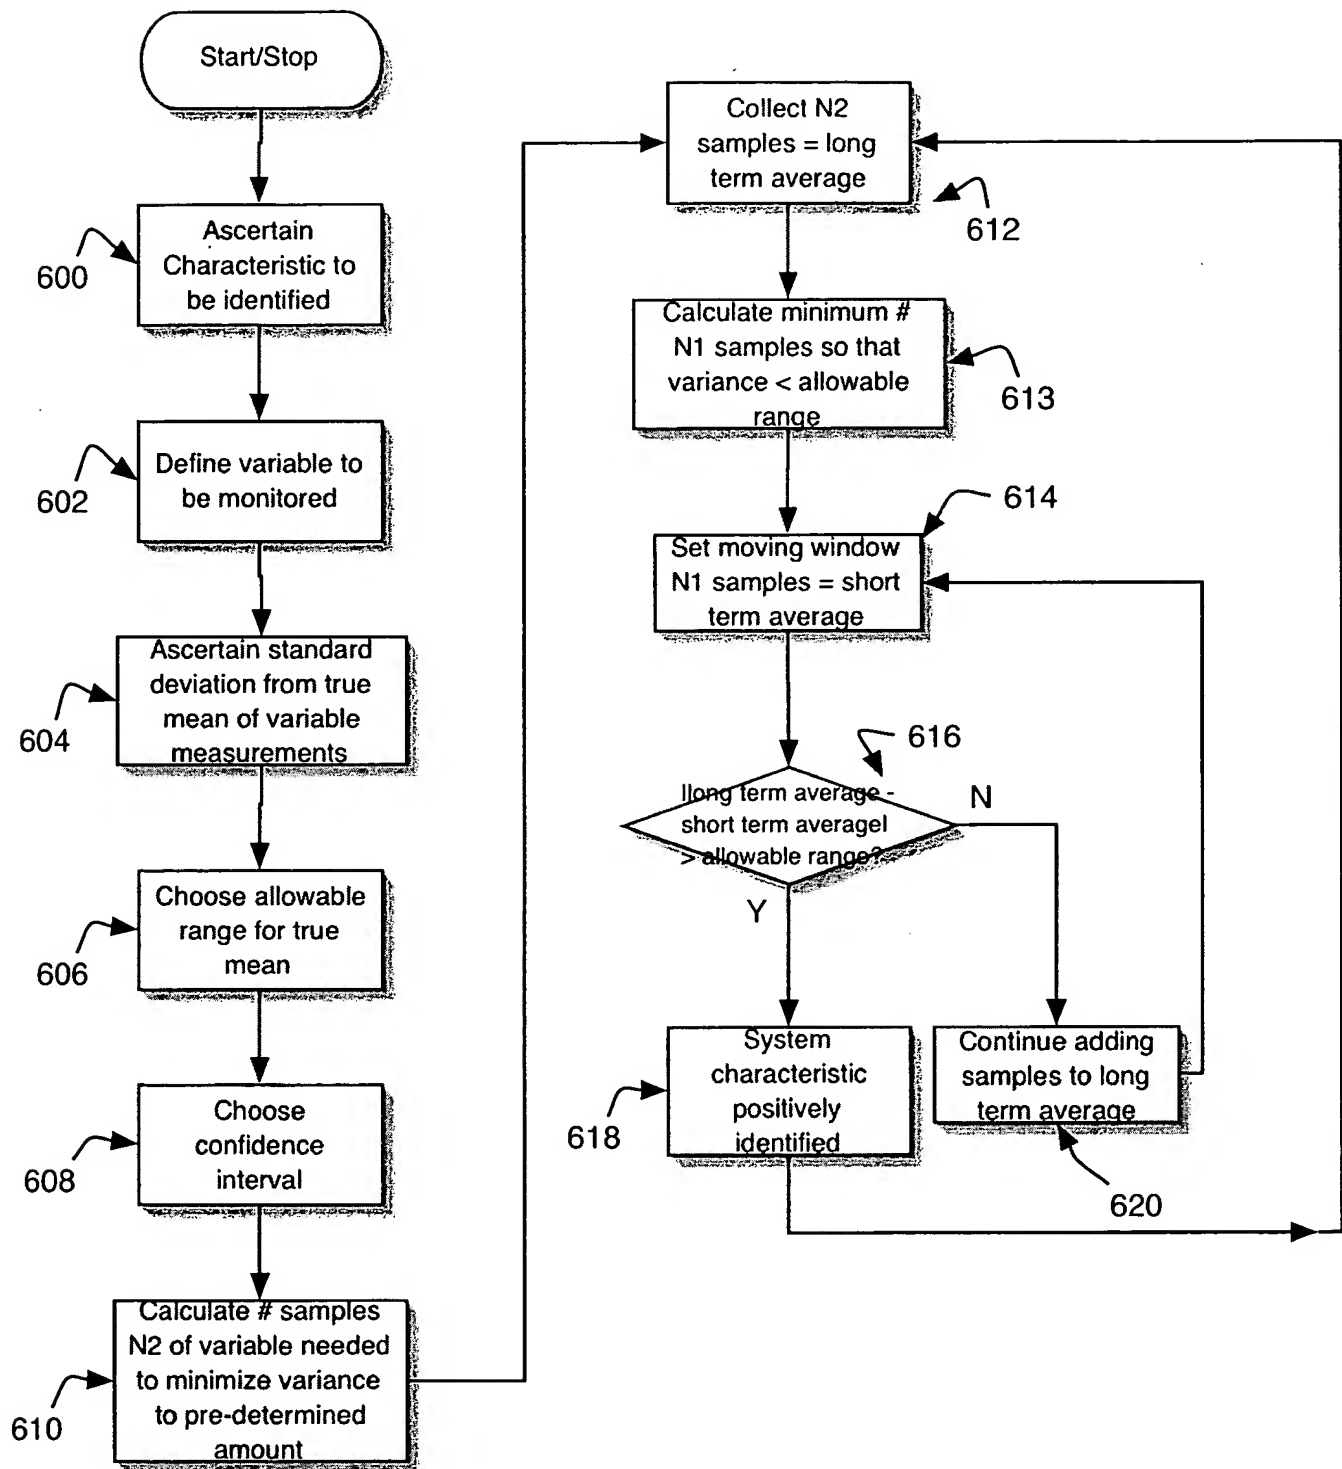 Start/Stop
600
Ascertain
Characteristic to
be identified
602
Define variable to
be monitored
604
Ascertain standard
deviation from true
mean of variable
measurements
606
Choose allowable
range for true
mean
608
Choose
confidence
interval
610
Calculate # samples
N2 of variable needed
to minimize variance
to pre-determined
amount
Collect N2
samples = long
term average
612
Calculate minimum #
N1 samples so that
variance < allowable
range
613
614
Set moving window
N1 samples = short
term average
616
|long term average -
short term average|
> allowable range?
N
Y
618
System
characteristic
positively
identified
Continue adding
samples to long
term average
620